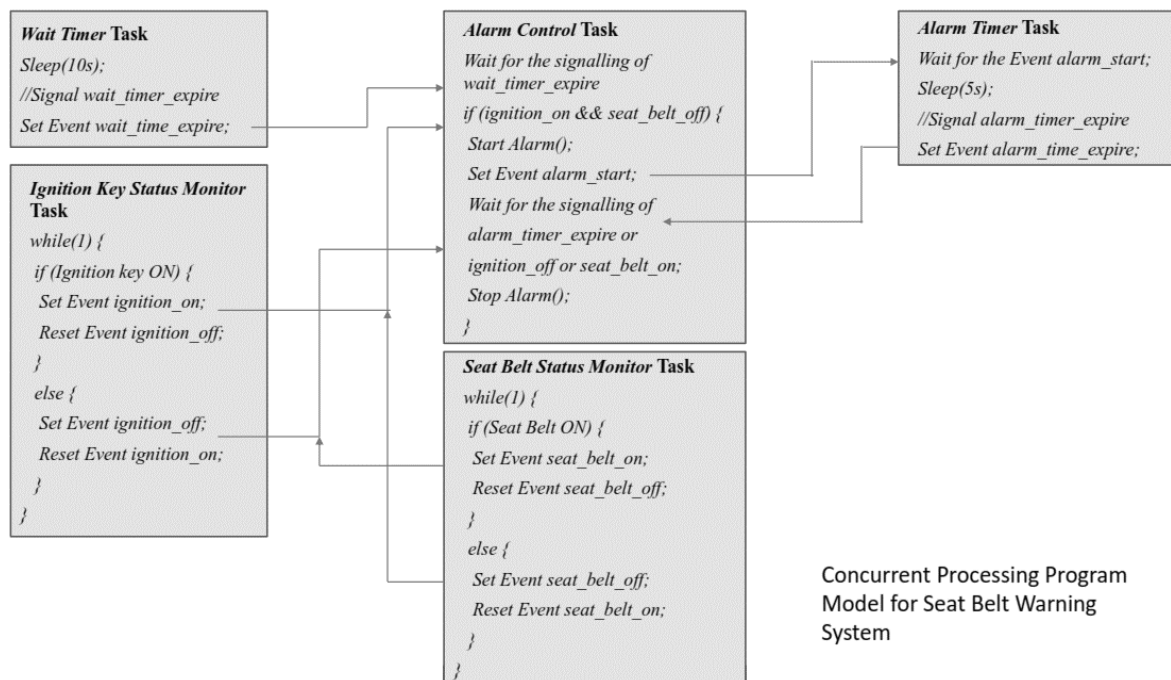 Wait Timer Task
Sleep(10s);
//Signal wait_timer_expire
Set Event wait_time_expire;
Ignition Key Status Monitor
Task
while(1) {
if (Ignition key ON) {
Set Event ignition_on;
Reset Event ignition_off;
}
else {
Set Event ignition_off;
Reset Event ignition_on;
}
}
Alarm Control Task
Wait for the signalling of
wait_timer_expire
if (ignition_on && seat_belt_off) {
Start Alarm();
Set Event alarm_start;
Wait for the signalling of
alarm_timer_expire or
ignition_off or seat_belt_on;
Stop Alarm();
}
Seat Belt Status Monitor Task
while(1) {
if (Seat Belt ON) {
Set Event seat_belt_on;
Reset Event seat_belt_off;
}
else {
Set Event seat_belt_off;
Reset Event seat_belt_on;
}
}
Alarm Timer Task
Wait for the Event alarm_start;
Sleep(5s);
//Signal alarm_timer_expire
Set Event alarm_time_expire;
Concurrent Processing Program
Model for Seat Belt Warning
System